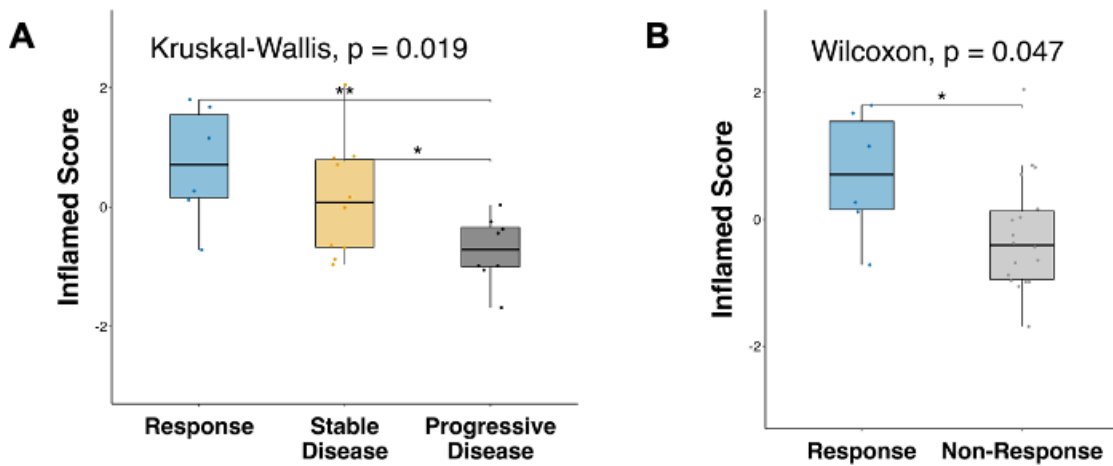 A
Kruskal-Wallis, p = 0.019
**
*
Inflamed Score
2
0
-2
Response
Stable
Disease
Progressive
Disease
B
Wilcoxon, p = 0.047
*
Inflamed Score
2
0
-2
Response
Non-Response